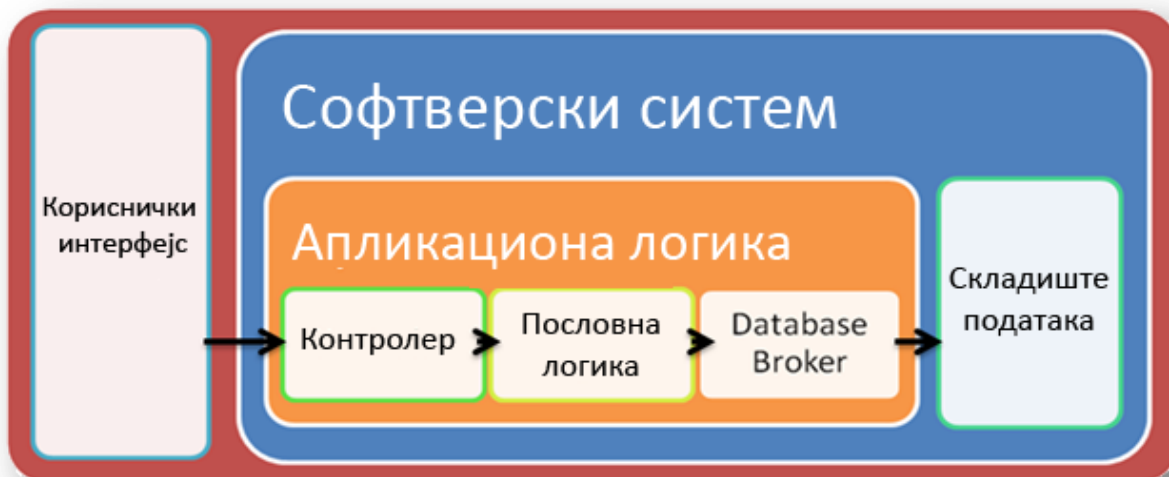 Кориснички
интерфејс
Софтверски систем
Апликациона логика
Контролер
Пословна
логика
Database
Broker
Складиште
података